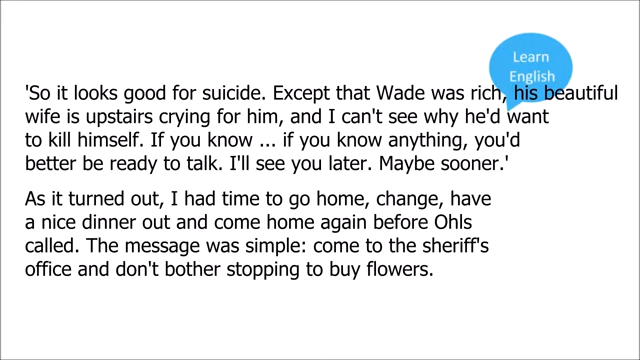 Learn
English
'So it looks good for suicide. Except that Wade was rich, his beautiful
wife is upstairs crying for him, and I can't see why he'd want
to kill himself. If you know ... if you know anything, you'd
better be ready to talk. I'll see you later. Maybe sooner.'
As it turned out, I had time to go home, change, have
a nice dinner out and come home again before Ohls
called. The message was simple: come to the sheriff's
office and don't bother stopping to buy flowers.